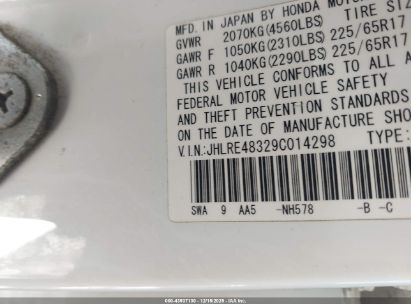 MFD. IN JAPAN BY HONDA MOTOR
GVWR 2070KG(4560LBS) TIRE SIZ
GAWR F 1050KG(2310LBS) 225/65R17
GAWR R 1040KG(2290LBS) 225/65R17
THIS VEHICLE CONFORMS TO ALL A
FEDERAL MOTOR VEHICLE SAFETY
AND THEFT PREVENTION STANDARDS
ON THE DATE OF MANUFACTURE SHO
V.I.N:JHLRE48329C014298 TYPE:
SWA 9 AA5 -NH578 -B -C